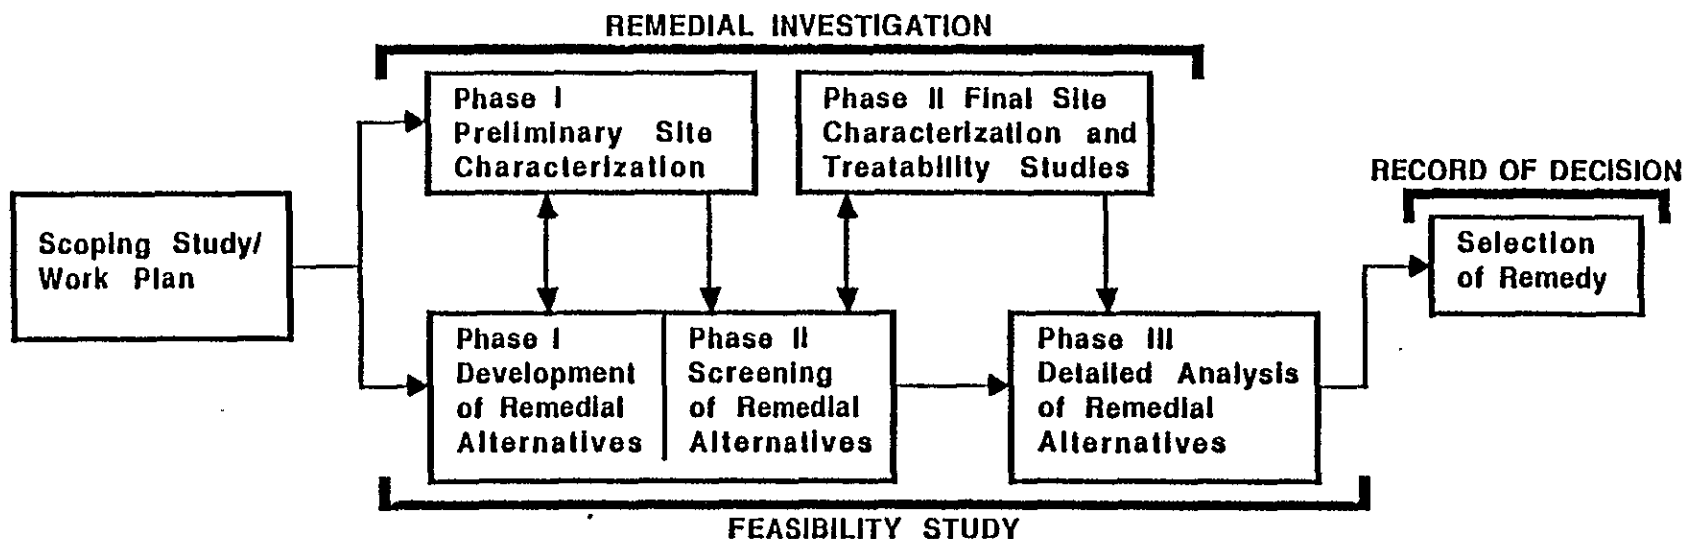 REMEDIAL INVESTIGATION
Phase I
Preliminary Site
Characterization
Phase II Final Site
Characterization and
Treatability Studies
RECORD OF DECISION
Selection
of Remedy
Scoping Study/
Work Plan
Phase I
Development
of Remedial
Alternatives
Phase II
Screening
of Remedial
Alternatives
Phase III
Detailed Analysis
of Remedial
Alternatives
FEASIBILITY STUDY